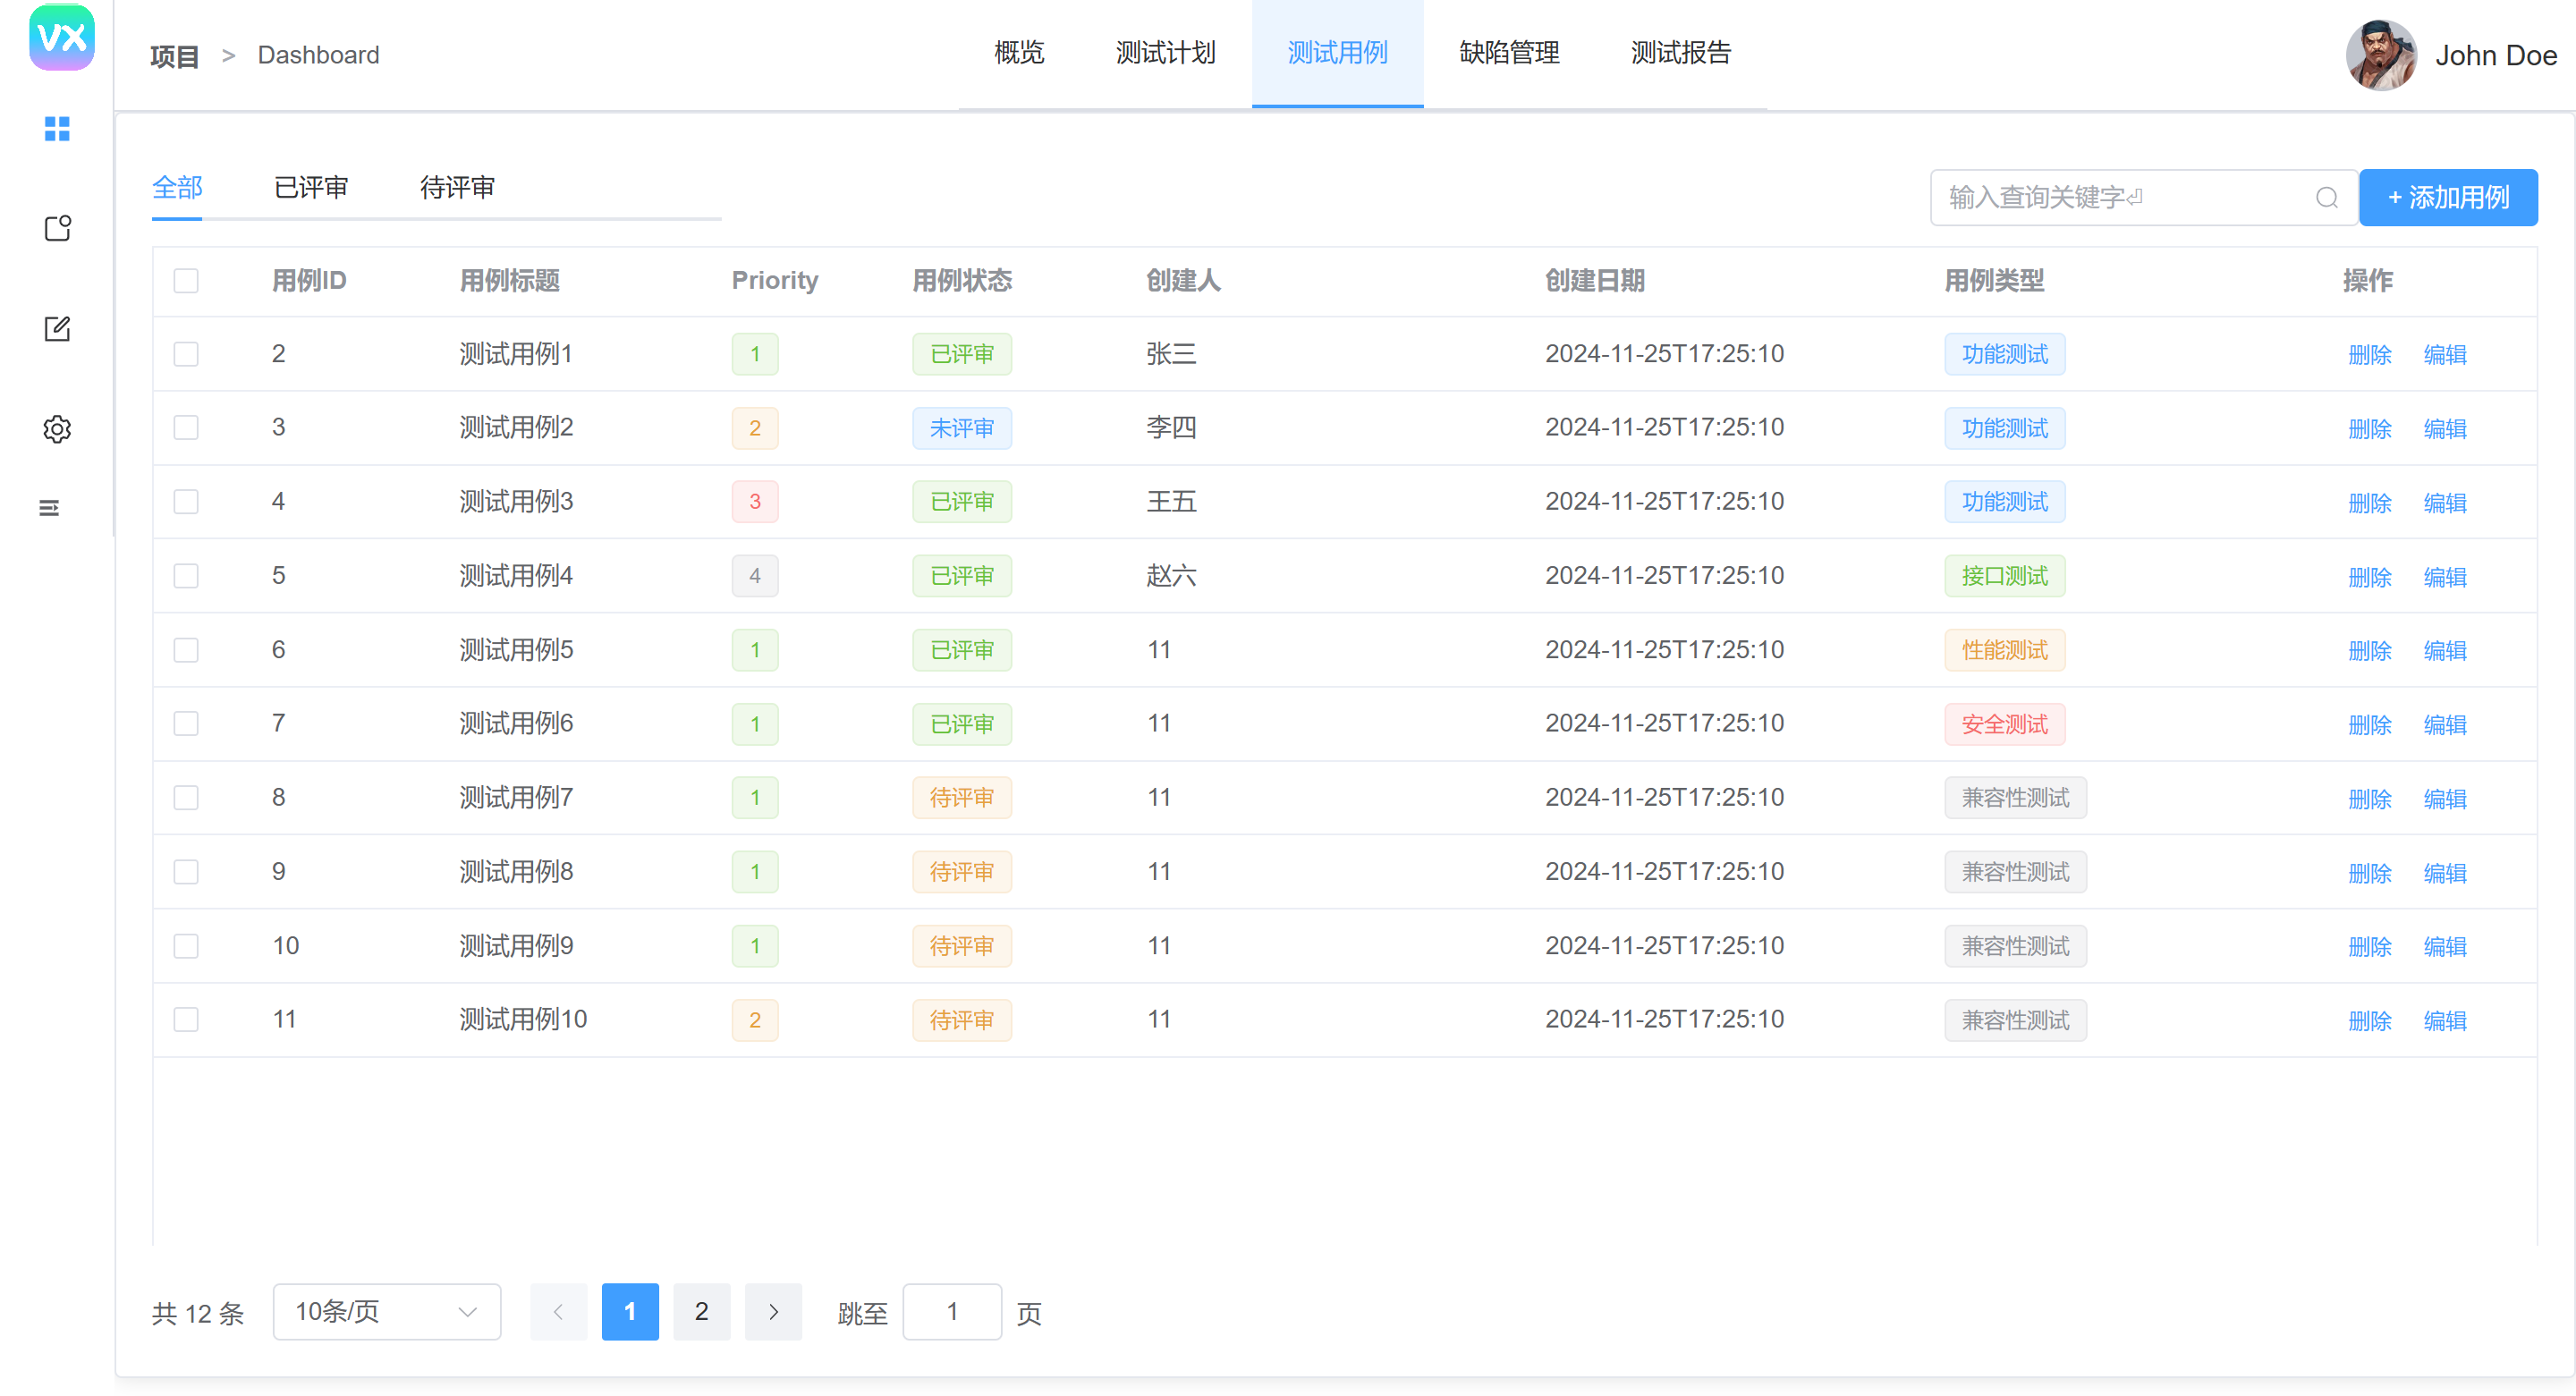 VX
项目 > Dashboard 概览 测试计划 测试用例 缺陷管理 测试报告 John Doe
全部 已评审 待评审 输入查询关键字⏎ + 添加用例
用例ID 用例标题 Priority 用例状态 创建人 创建日期 用例类型 操作
2 测试用例1 1 已评审 张三 2024-11-25T17:25:10 功能测试 删除 编辑
3 测试用例2 2 未评审 李四 2024-11-25T17:25:10 功能测试 删除 编辑
4 测试用例3 3 已评审 王五 2024-11-25T17:25:10 功能测试 删除 编辑
5 测试用例4 4 已评审 赵六 2024-11-25T17:25:10 接口测试 删除 编辑
6 测试用例5 1 已评审 11 2024-11-25T17:25:10 性能测试 删除 编辑
7 测试用例6 1 已评审 11 2024-11-25T17:25:10 安全测试 删除 编辑
8 测试用例7 1 待评审 11 2024-11-25T17:25:10 兼容性测试 删除 编辑
9 测试用例8 1 待评审 11 2024-11-25T17:25:10 兼容性测试 删除 编辑
10 测试用例9 1 待评审 11 2024-11-25T17:25:10 兼容性测试 删除 编辑
11 测试用例10 2 待评审 11 2024-11-25T17:25:10 兼容性测试 删除 编辑
共 12 条 10条/页 1 2 跳至 1 页